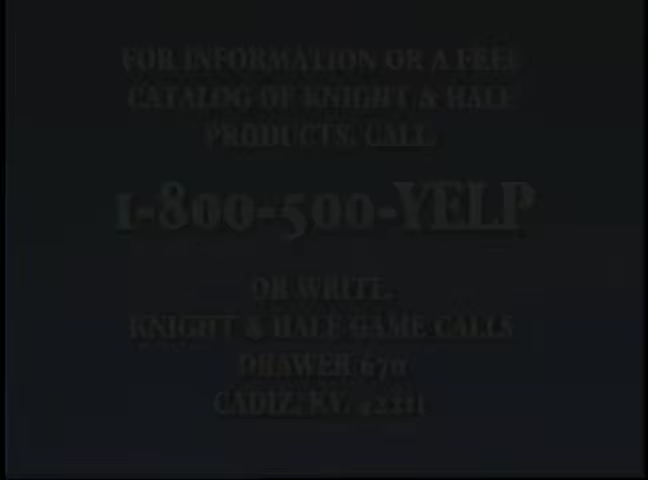 FOR INFORMATION OR A FREE
CATALOG OF KNIGHT & HALE
PRODUCTS, CALL
1-800-500-YELP
OR WRITE,
KNIGHT & HALE GAME CALLS
DRAWER 670
CADIZ, KY. 42211